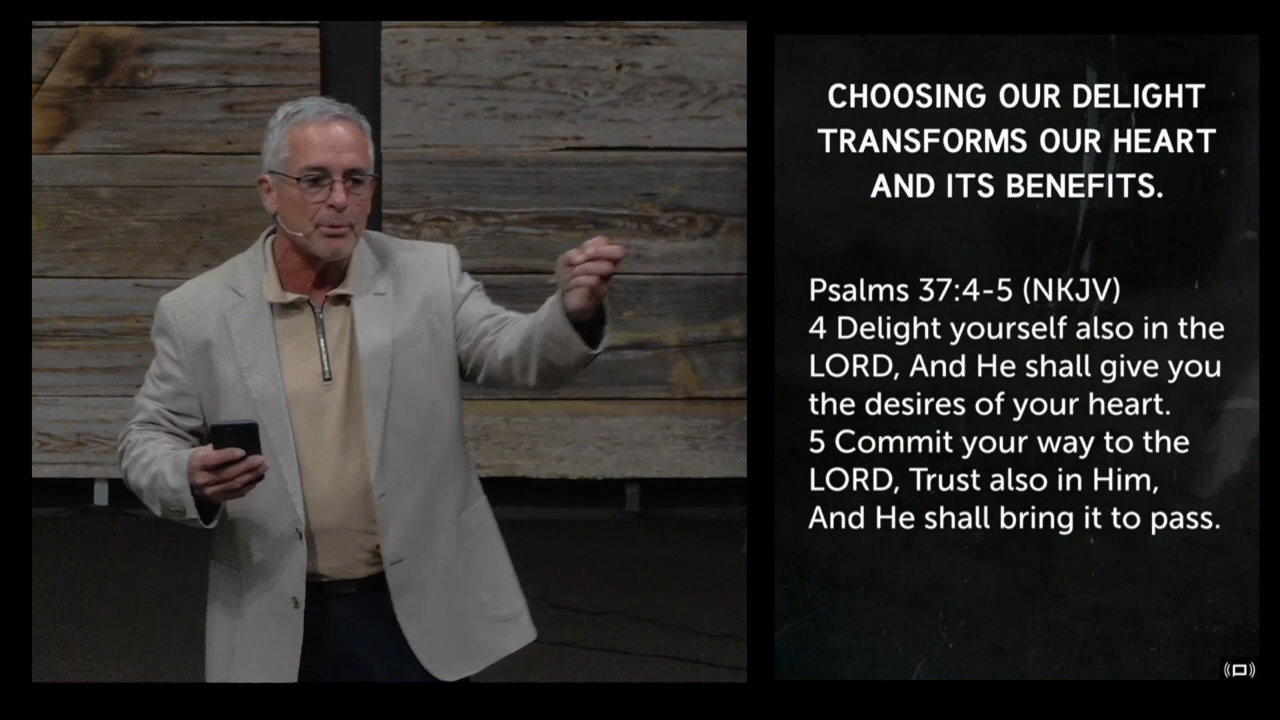 CHOOSING OUR DELIGHT
TRANSFORMS OUR HEART
AND ITS BENEFITS.
Psalms 37:4-5 (NKJV)
4 Delight yourself also in the
LORD, And He shall give you
the desires of your heart.
5 Commit your way to the
LORD, Trust also in Him,
And He shall bring it to pass.